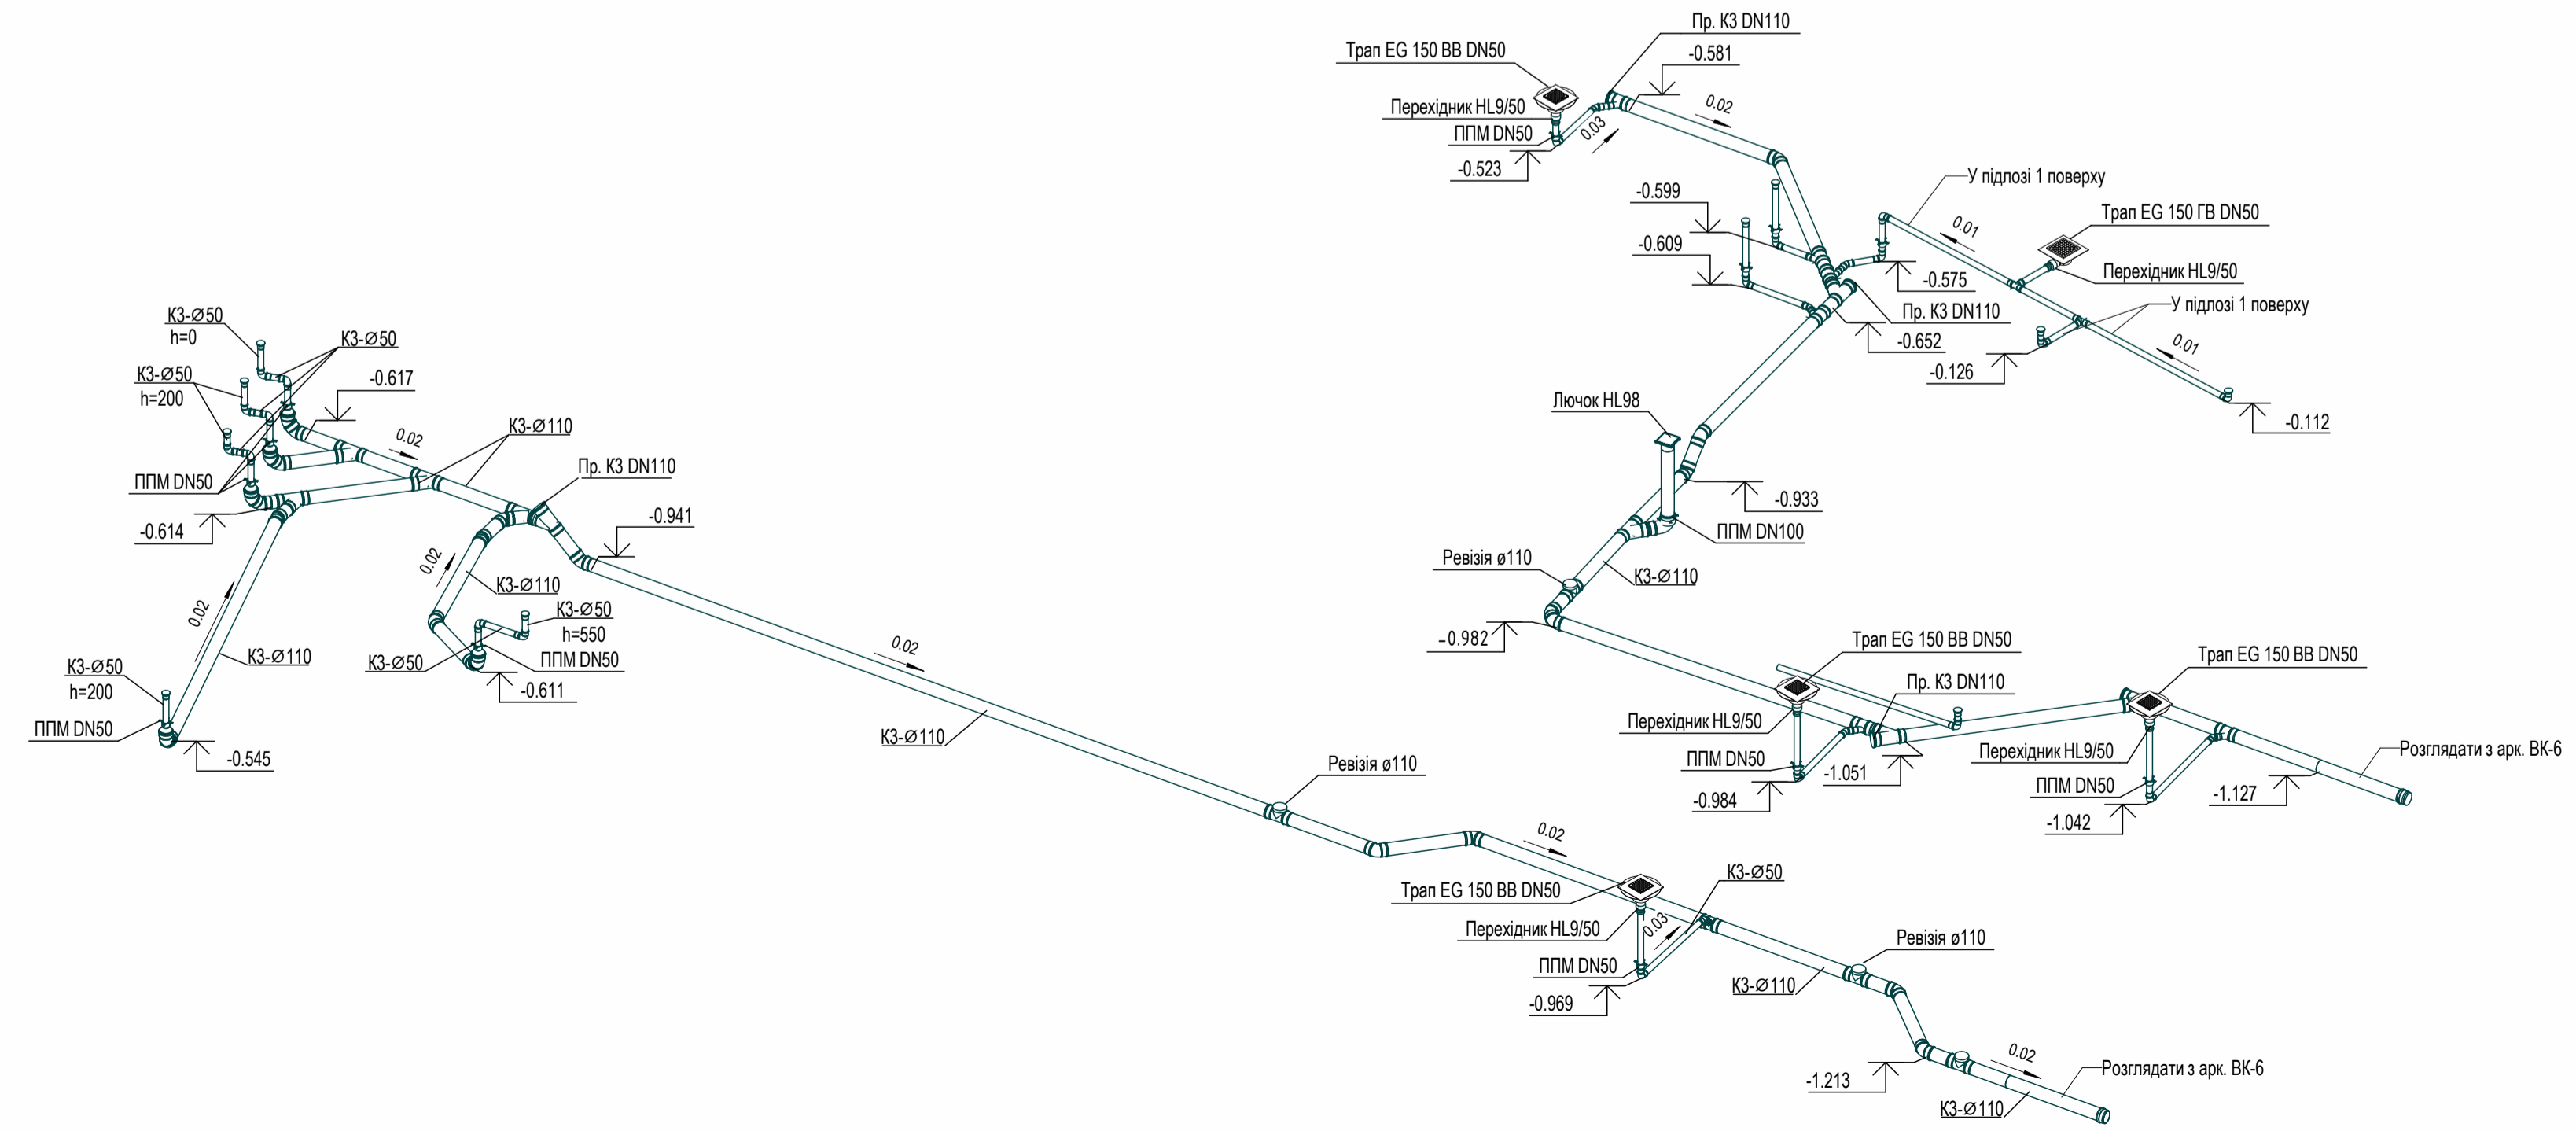 Пр. К3 DN110
-0.581
Трап EG 150 ВВ DN50
Перехідник HL9/50
ППМ DN50
-0.523
0.03
0.02
-0.599
-0.609
У підлозі 1 поверху
0.01
Трап EG 150 ГВ DN50
Перехідник HL9/50
-0.575
Пр. К3 DN110
-0.652
У підлозі 1 поверху
-0.126
0.01
-0.112
Лючок HL98
-0.933
ППМ DN100
Ревізія ø110
К3-Ø110
-0.982
К3-Ø50
h=0
К3-Ø50
К3-Ø50
h=200
-0.617
0.02
К3-Ø110
ППМ DN50
Пр. К3 DN110
-0.614
-0.941
0.02
К3-Ø110
0.02
К3-Ø110
К3-Ø50
h=550
К3-Ø50
ППМ DN50
-0.611
К3-Ø50
h=200
ППМ DN50
-0.545
0.02
К3-Ø110
Ревізія ø110
Трап EG 150 ВВ DN50
Пр. К3 DN110
Перехідник HL9/50
ППМ DN50
-0.984
-1.051
Трап EG 150 ВВ DN50
Перехідник HL9/50
ППМ DN50
-1.042
-1.127
Розглядати з арк. ВК-6
0.02
Трап EG 150 ВВ DN50
Перехідник HL9/50
ППМ DN50
-0.969
0.03
К3-Ø50
Ревізія ø110
К3-Ø110
-1.213
0.02
Розглядати з арк. ВК-6
К3-Ø110